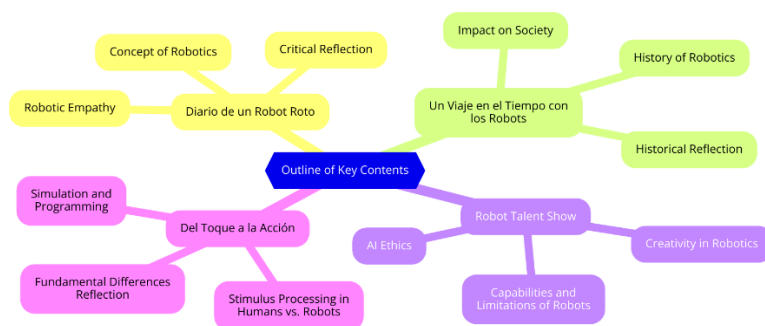 Outline of Key Contents
Diario de un Robot Roto
Concept of Robotics
Critical Reflection
Robotic Empathy
Un Viaje en el Tiempo con
los Robots
Impact on Society
History of Robotics
Historical Reflection
Del Toque a la Acción
Simulation and
Programming
Fundamental Differences
Reflection
Stimulus Processing in
Humans vs. Robots
Robot Talent Show
AI Ethics
Capabilities and
Limitations of Robots
Creativity in Robotics